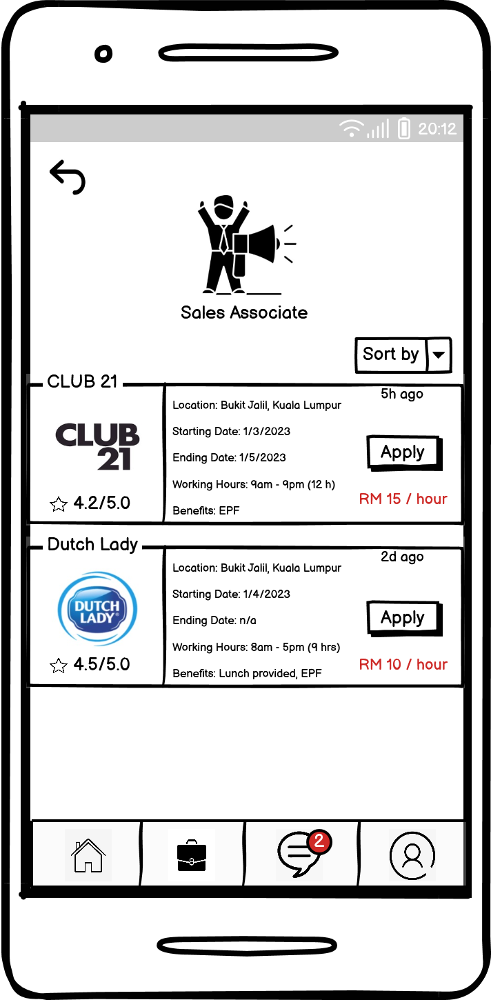 20:12
Sales Associate
Sort by
CLUB 21
5h ago
Location: Bukit Jalil, Kuala Lumpur
Starting Date: 1/3/2023
Ending Date: 1/5/2023
Working Hours: 9am - 9pm (12 h)
Benefits: EPF
CLUB
21
4.2/5.0
Apply
RM 15 / hour
Dutch Lady
2d ago
Location: Bukit Jalil, Kuala Lumpur
Starting Date: 1/4/2023
Ending Date: n/a
Working Hours: 8am - 5pm (9 hrs)
Benefits: Lunch provided, EPF
DUTCH
LADY®
4.5/5.0
Apply
RM 10 / hour
2